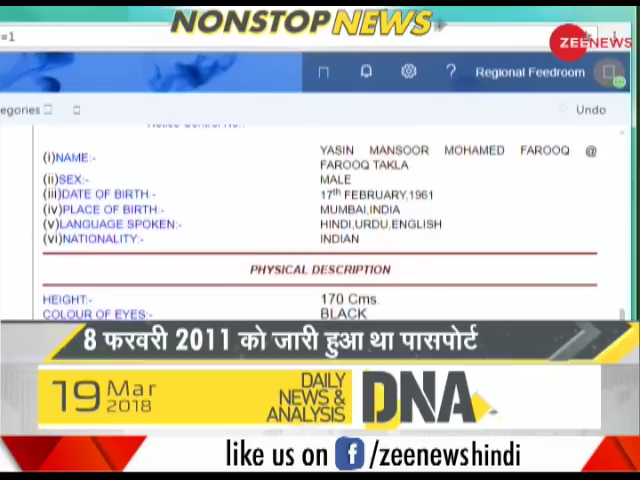 NONSTOP NEWS
=1
ZEE NEWS
? Regional Feedroom
egories
Undo
(i)NAME:- YASIN MANSOOR MOHAMED FAROOQ @
FAROOQ TAKLA
(ii)SEX:- MALE
(iii)DATE OF BIRTH:- 17th FEBRUARY,1961
(iv)PLACE OF BIRTH:- MUMBAI,INDIA
(v)LANGUAGE SPOKEN:- HINDI,URDU,ENGLISH
(vi)NATIONALITY:- INDIAN
PHYSICAL DESCRIPTION
HEIGHT:- 170 Cms.
COLOUR OF EYES:- BLACK
8 फरवरी 2011 को जारी हुआ था पासपोर्ट
19 Mar
2018
DAILY
NEWS &
ANALYSIS
DNA
like us on f /zeenewshindi